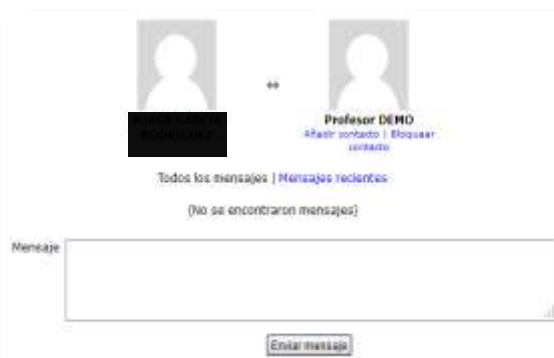 ↔
Profesor DEMO
Añadir contacto | Bloquear
contacto
Todos los mensajes | Mensajes recientes
(No se encontraron mensajes)
Mensaje
Enviar mensaje